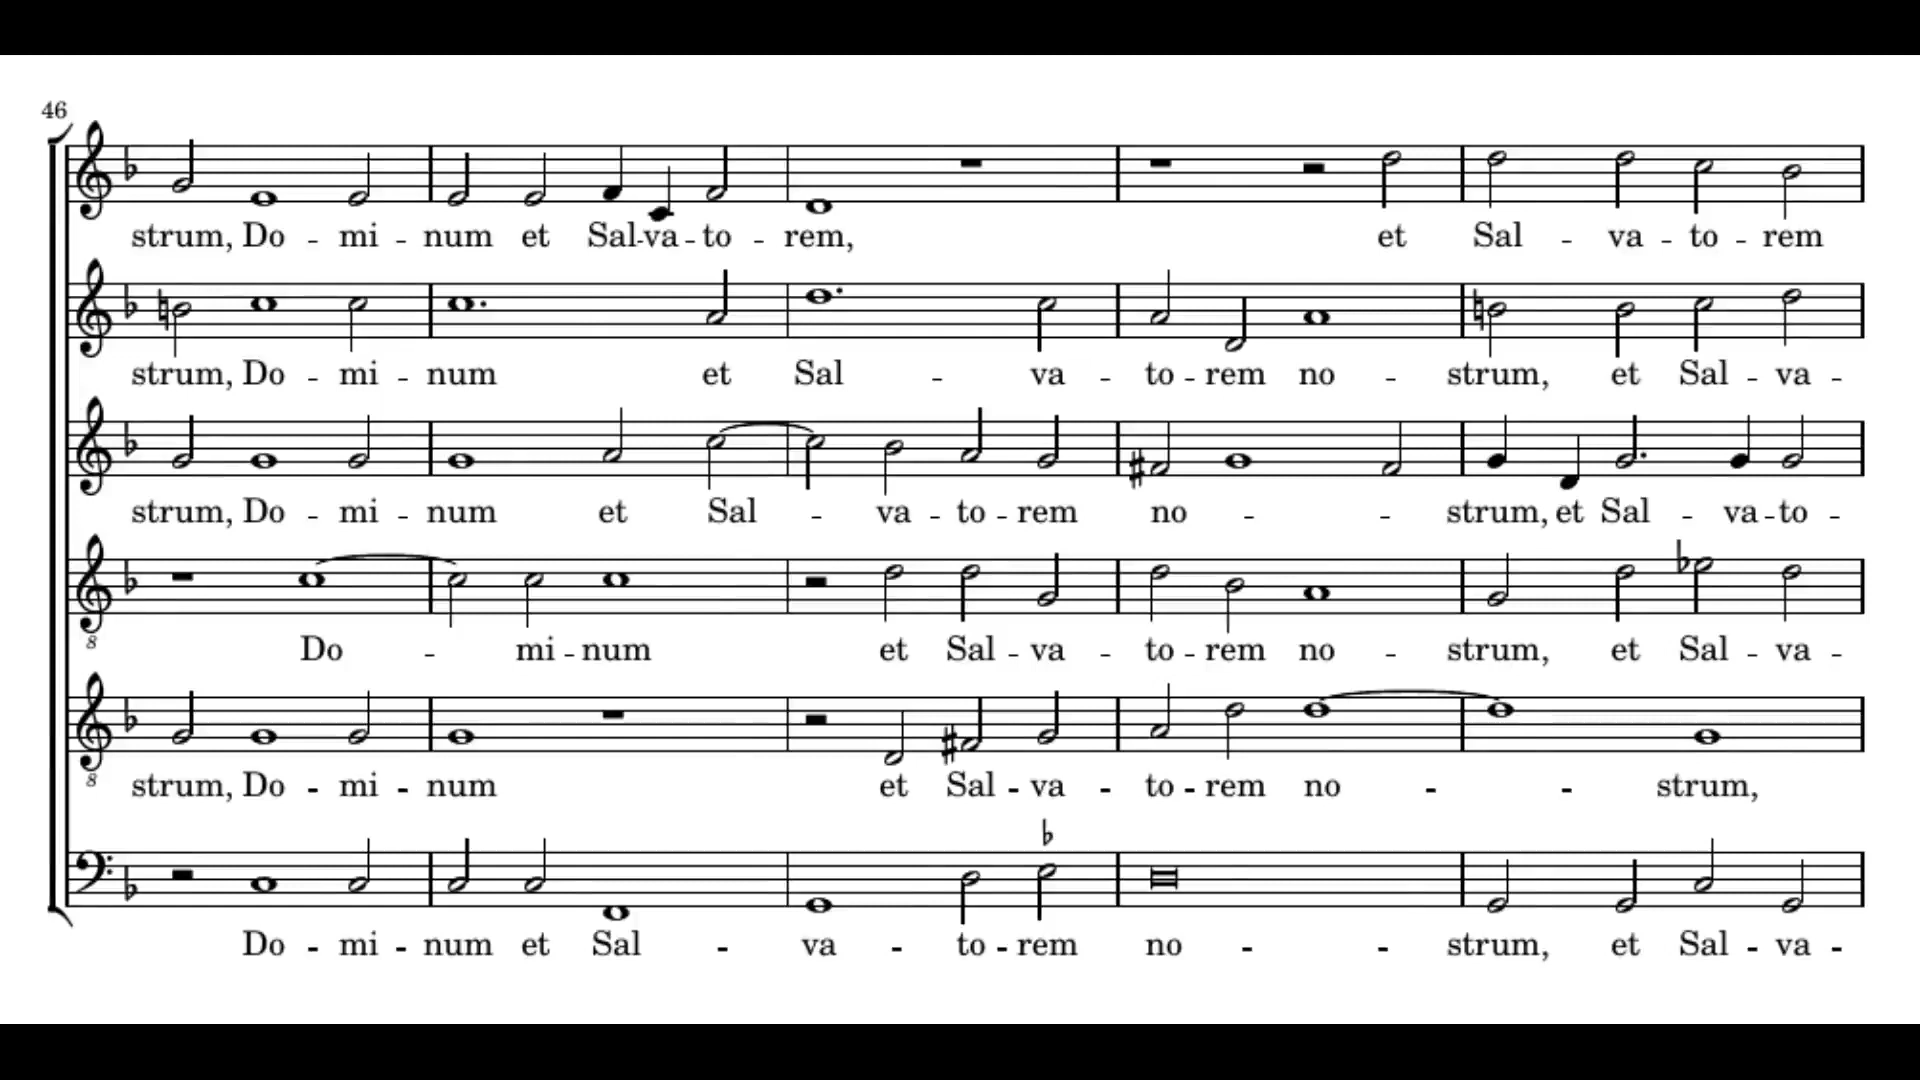 46
strum, Do - mi - num et Sal - va - to - rem, et Sal - va - to - rem
strum, Do - mi - num et Sal - va - to - rem no - strum, et Sal - va -
strum, Do - mi - num et Sal - va - to - rem no - - strum, et Sal - va - to -
8
Do - mi - num et Sal - va - to - rem no - strum, et Sal - va -
8
strum, Do - mi - num et Sal - va - to - rem no - - strum,
Do - mi - num et Sal - va - to - rem no - - strum, et Sal - va -